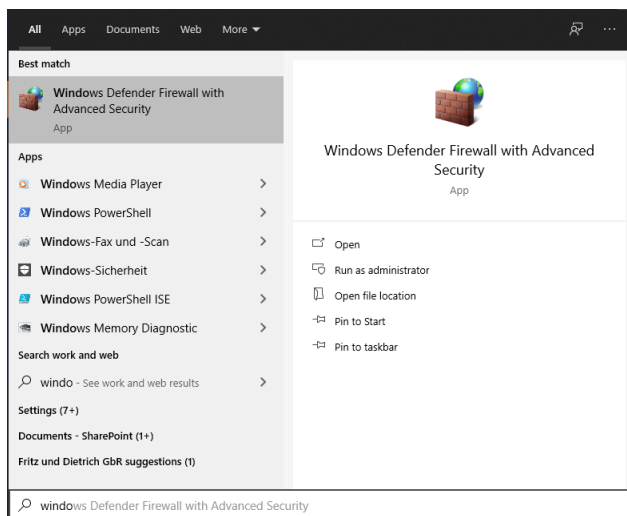 All Apps Documents Web More
Best match
Windows Defender Firewall with
Advanced Security
App
Apps
Windows Media Player
Windows PowerShell
Windows-Fax und -Scan
Windows-Sicherheit
Windows PowerShell ISE
Windows Memory Diagnostic
Search work and web
windo - See work and web results
Settings (7+)
Documents - SharePoint (1+)
Fritz und Dietrich GbR suggestions (1)
Windows Defender Firewall with Advanced
Security
App
Open
Run as administrator
Open file location
Pin to Start
Pin to taskbar
windows Defender Firewall with Advanced Security